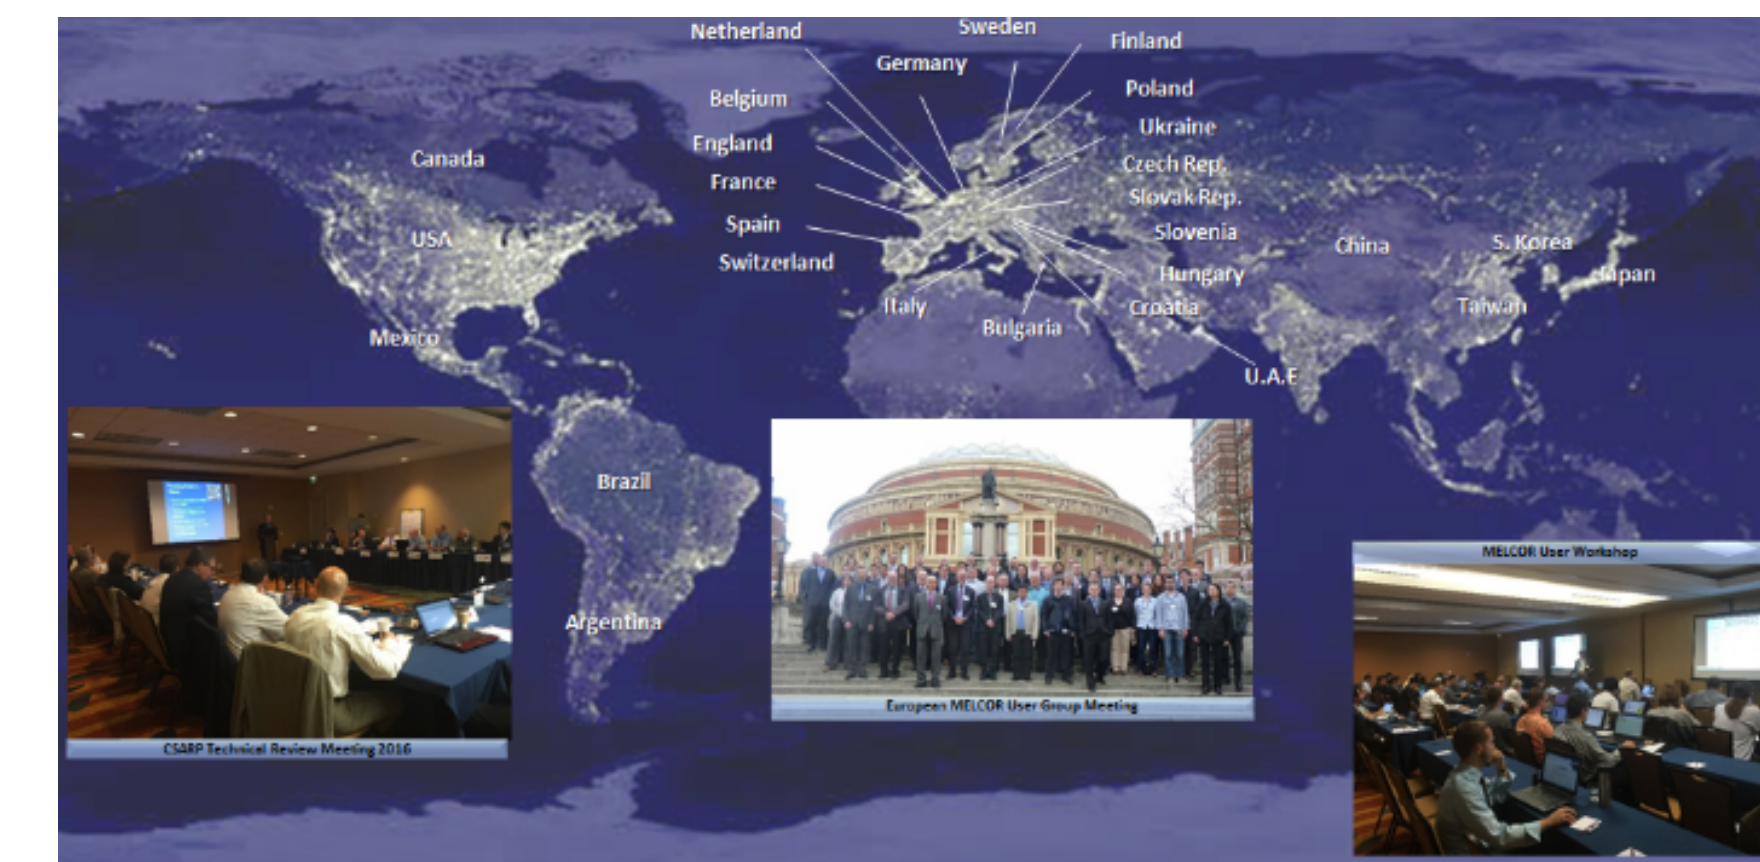 Netherland
Sweden
Finland
Germany
Poland
Belgium
Ukraine
England
Czech Rep.
Canada
France
Slovak Rep.
Spain
Slovenia
USA
China
S. Korea
Switzerland
Hungary
Japan
Italy
Croatia
Taiwan
Bulgaria
Mexico
U.A.E
Brazil
Argentina
MELCOR User Workshop
European MELCOR User Group Meeting
CSARP Technical Review Meeting 2016